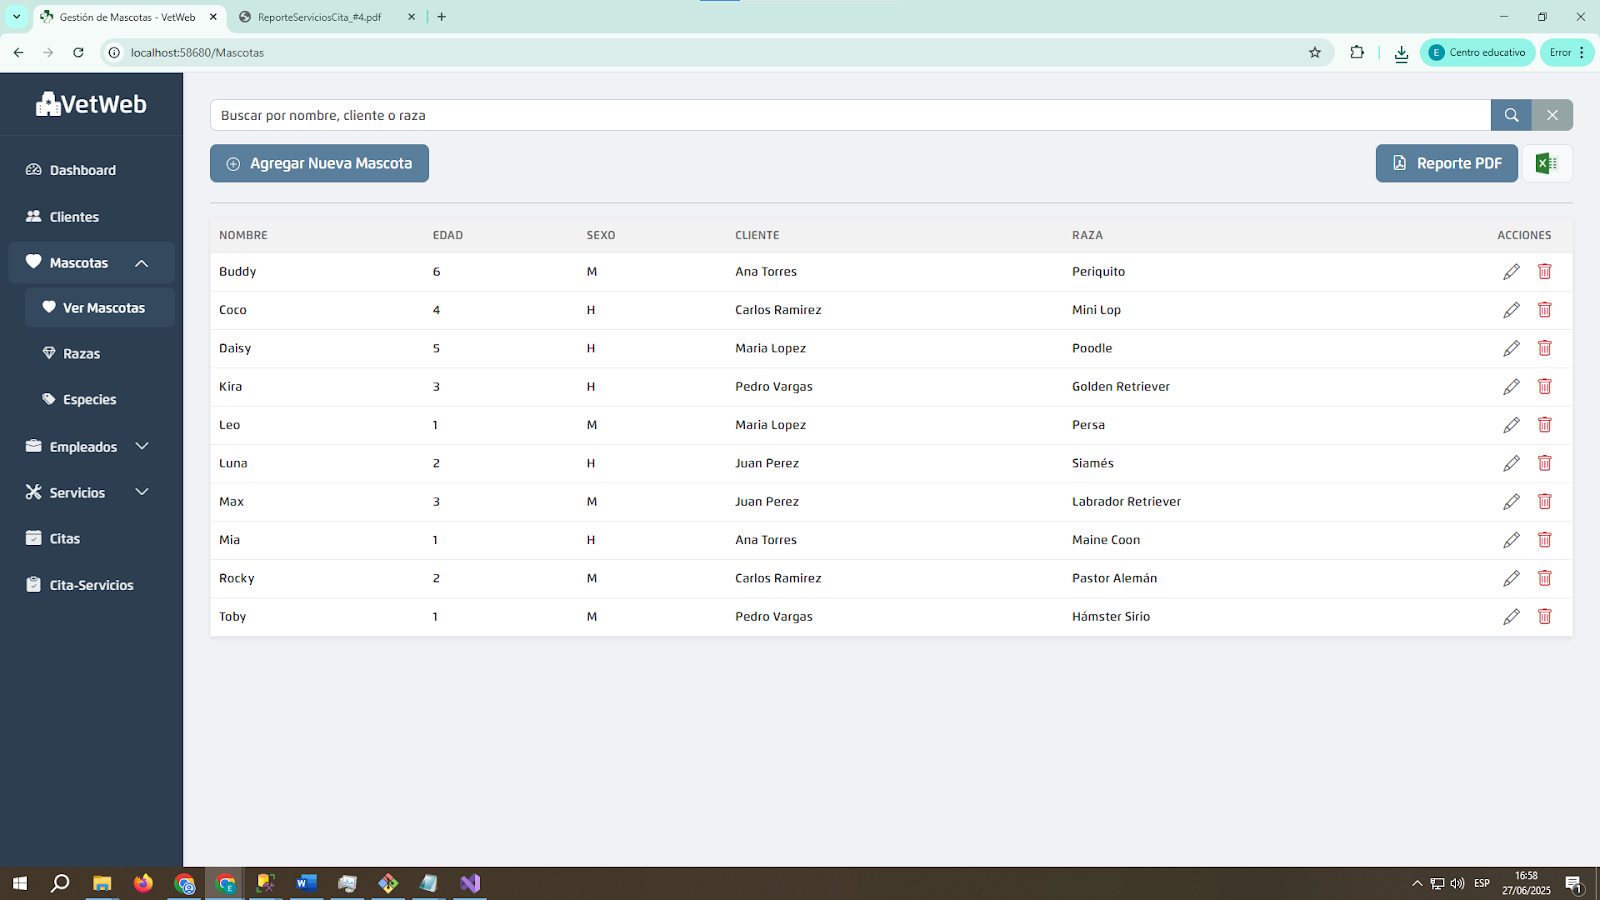 Gestión de Mascotas - VetWeb
ReporteServiciosCita_#4.pdf
localhost:58680/Mascotas
E Centro educativo
Error
VetWeb
Dashboard
Clientes
Mascotas
Ver Mascotas
Razas
Especies
Empleados
Servicios
Citas
Cita-Servicios
Buscar por nombre, cliente o raza
Agregar Nueva Mascota
Reporte PDF
NOMBRE EDAD SEXO CLIENTE RAZA ACCIONES
Buddy 6 M Ana Torres Periquito
Coco 4 H Carlos Ramirez Mini Lop
Daisy 5 H Maria Lopez Poodle
Kira 3 H Pedro Vargas Golden Retriever
Leo 1 M Maria Lopez Persa
Luna 2 H Juan Perez Siamés
Max 3 M Juan Perez Labrador Retriever
Mia 1 H Ana Torres Maine Coon
Rocky 2 M Carlos Ramirez Pastor Alemán
Toby 1 M Pedro Vargas Hámster Sirio
ESP
16:58
27/06/2025
1